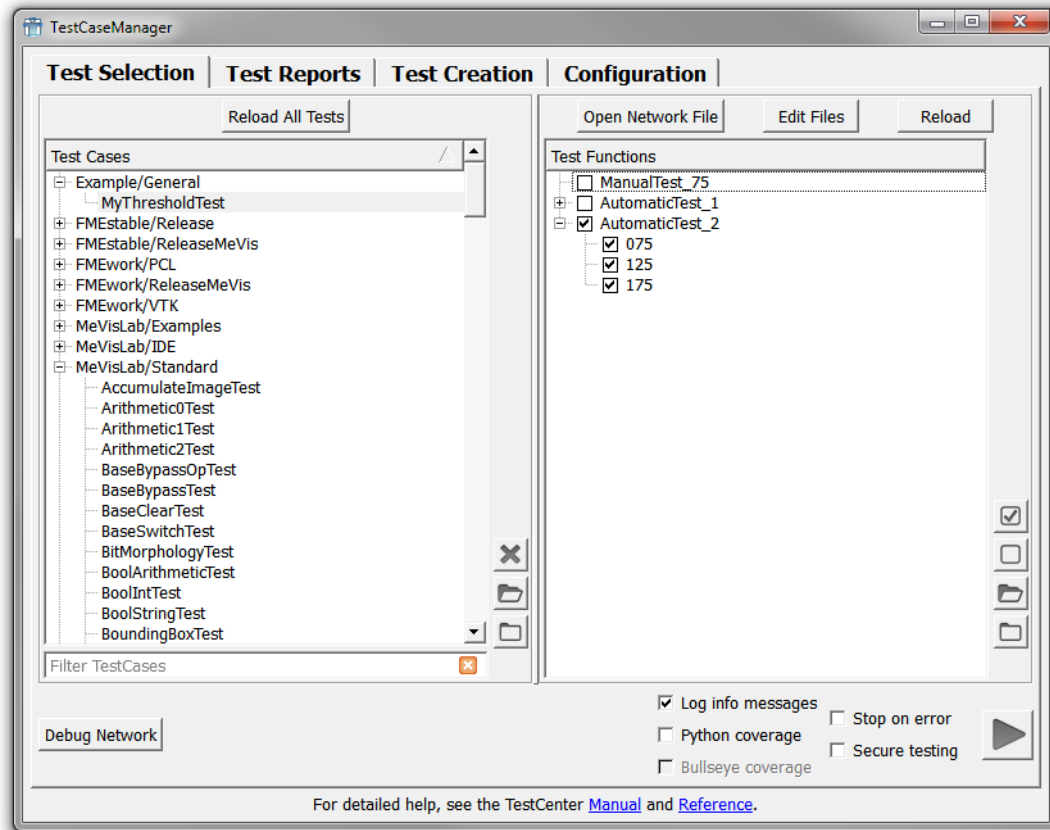 TestCaseManager
Test Selection
Test Reports
Test Creation
Configuration
Reload All Tests
Test Cases
Example/General
MyThresholdTest
FMEstable/Release
FMEstable/ReleaseMeVis
FMEwork/PCL
FMEwork/ReleaseMeVis
FMEwork/VTK
MeVisLab/Examples
MeVisLab/IDE
MeVisLab/Standard
AccumulateImageTest
Arithmetic0Test
Arithmetic1Test
Arithmetic2Test
BaseBypassOpTest
BaseBypassTest
BaseClearTest
BaseSwitchTest
BitMorphologyTest
BoolArithmeticTest
BoolIntTest
BoolStringTest
BoundingBoxTest
Filter TestCases
Open Network File
Edit Files
Reload
Test Functions
ManualTest_75
AutomaticTest_1
AutomaticTest_2
075
125
175
Debug Network
Log info messages
Python coverage
Bullseye coverage
Stop on error
Secure testing
For detailed help, see the TestCenter Manual and Reference.